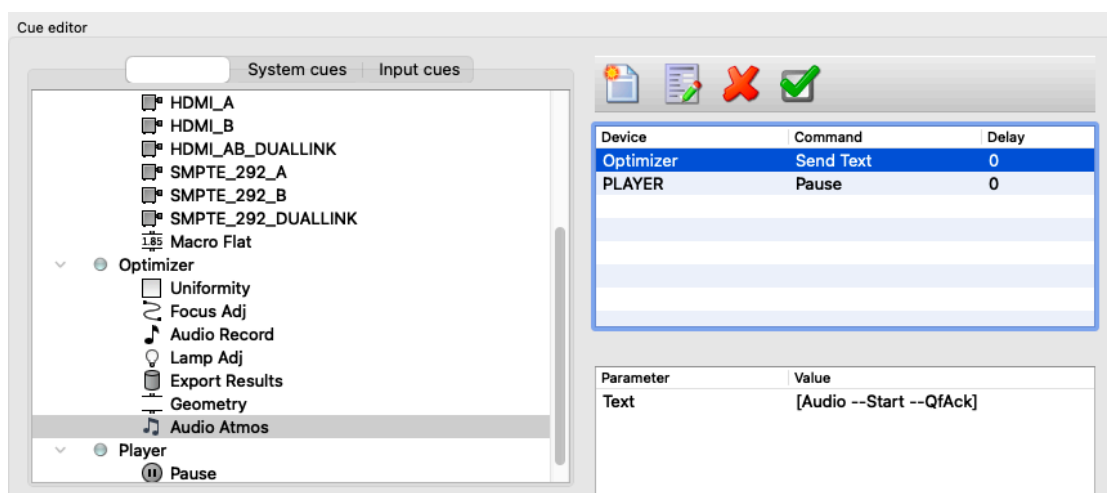 Cue editor
System cues Input cues
HDMI_A
HDMI_B
HDMI_AB_DUALLINK
SMPTE_292_A
SMPTE_292_B
SMPTE_292_DUALLINK
1.85 Macro Flat
Optimizer
Uniformity
Focus Adj
Audio Record
Lamp Adj
Export Results
Geometry
Audio Atmos
Player
Pause
Device Command Delay
Optimizer Send Text 0
PLAYER Pause 0
Parameter Value
Text [Audio --Start --QfAck]